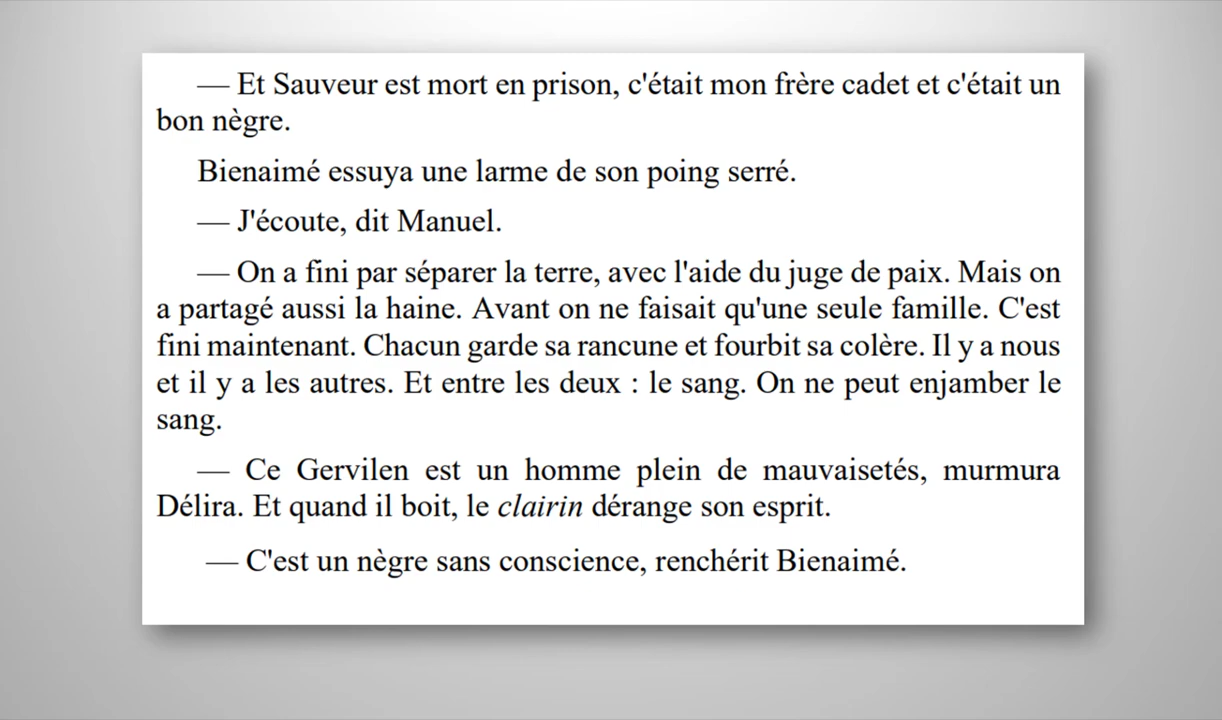 — Et Sauveur est mort en prison, c'était mon frère cadet et c'était un
bon nègre.
Bienaimé essuya une larme de son poing serré.
— J'écoute, dit Manuel.
— On a fini par séparer la terre, avec l'aide du juge de paix. Mais on
a partagé aussi la haine. Avant on ne faisait qu'une seule famille. C'est
fini maintenant. Chacun garde sa rancune et fourbit sa colère. Il y a nous
et il y a les autres. Et entre les deux : le sang. On ne peut enjamber le
sang.
— Ce Gervilen est un homme plein de mauvaisetés, murmura
Délira. Et quand il boit, le clairin dérange son esprit.
— C'est un nègre sans conscience, renchérit Bienaimé.